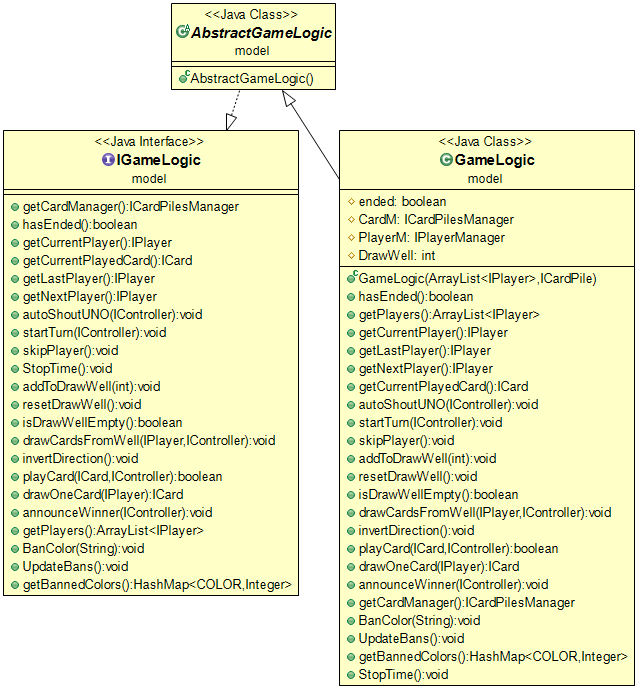 <<Java Class>>
AbstractGameLogic
model
AbstractGameLogic()
<<Java Interface>>
IGameLogic
model
getCardManager():ICardPilesManager
hasEnded():boolean
getCurrentPlayer():IPlayer
getCurrentPlayedCard():ICard
getLastPlayer():IPlayer
getNextPlayer():IPlayer
autoShoutUNO(IController):void
startTurn(IController):void
skipPlayer():void
StopTime():void
addToDrawWell(int):void
resetDrawWell():void
isDrawWellEmpty():boolean
drawCardsFromWell(IPlayer,IController):void
invertDirection():void
playCard(ICard,IController):boolean
drawOneCard(IPlayer):ICard
announceWinner(IController):void
getPlayers():ArrayList<IPlayer>
BanColor(String):void
UpdateBans():void
getBannedColors():HashMap<COLOR,Integer>
<<Java Class>>
GameLogic
model
ended: boolean
CardM: ICardPilesManager
PlayerM: IPlayerManager
DrawWell: int
GameLogic(ArrayList<IPlayer>,ICardPile)
hasEnded():boolean
getPlayers():ArrayList<IPlayer>
getCurrentPlayer():IPlayer
getLastPlayer():IPlayer
getNextPlayer():IPlayer
getCurrentPlayedCard():ICard
autoShoutUNO(IController):void
startTurn(IController):void
skipPlayer():void
addToDrawWell(int):void
resetDrawWell():void
isDrawWellEmpty():boolean
drawCardsFromWell(IPlayer,IController):void
invertDirection():void
playCard(ICard,IController):boolean
drawOneCard(IPlayer):ICard
announceWinner(IController):void
getCardManager():ICardPilesManager
BanColor(String):void
UpdateBans():void
getBannedColors():HashMap<COLOR,Integer>
StopTime():void